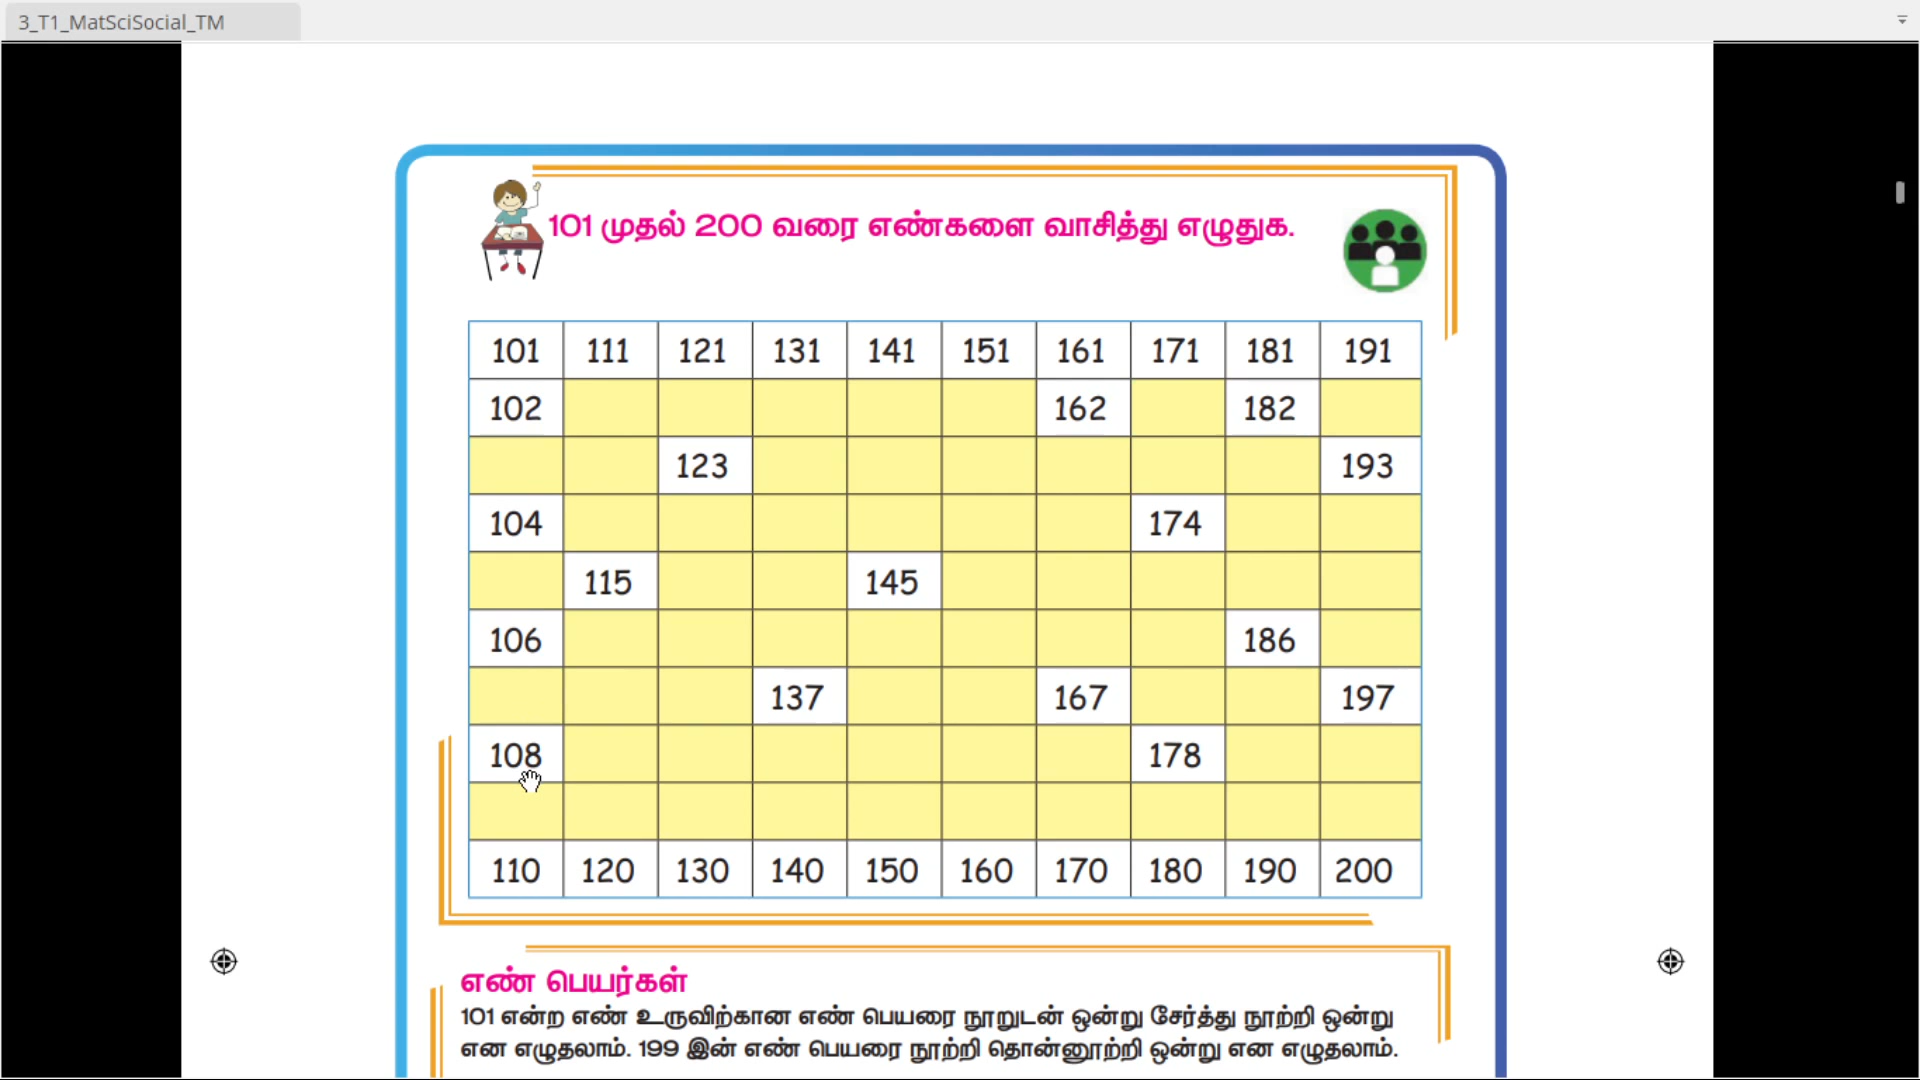 3_T1_MatSciSocial_TM
101 முதல் 200 வரை எண்களை வாசித்து எழுதுக.
101 111 121 131 141 151 161 171 181 191
102 162 182
123 193
104 174
115 145
106 186
137 167 197
108 178
110 120 130 140 150 160 170 180 190 200
எண் பெயர்கள்
101 என்ற எண் உருவிற்கான எண் பெயரை நூறுடன் ஒன்று சேர்த்து நூற்றி ஒன்று
என எழுதலாம். 199 இன் எண் பெயரை நூற்றி தொன்னூற்றி ஒன்று என எழுதலாம்.